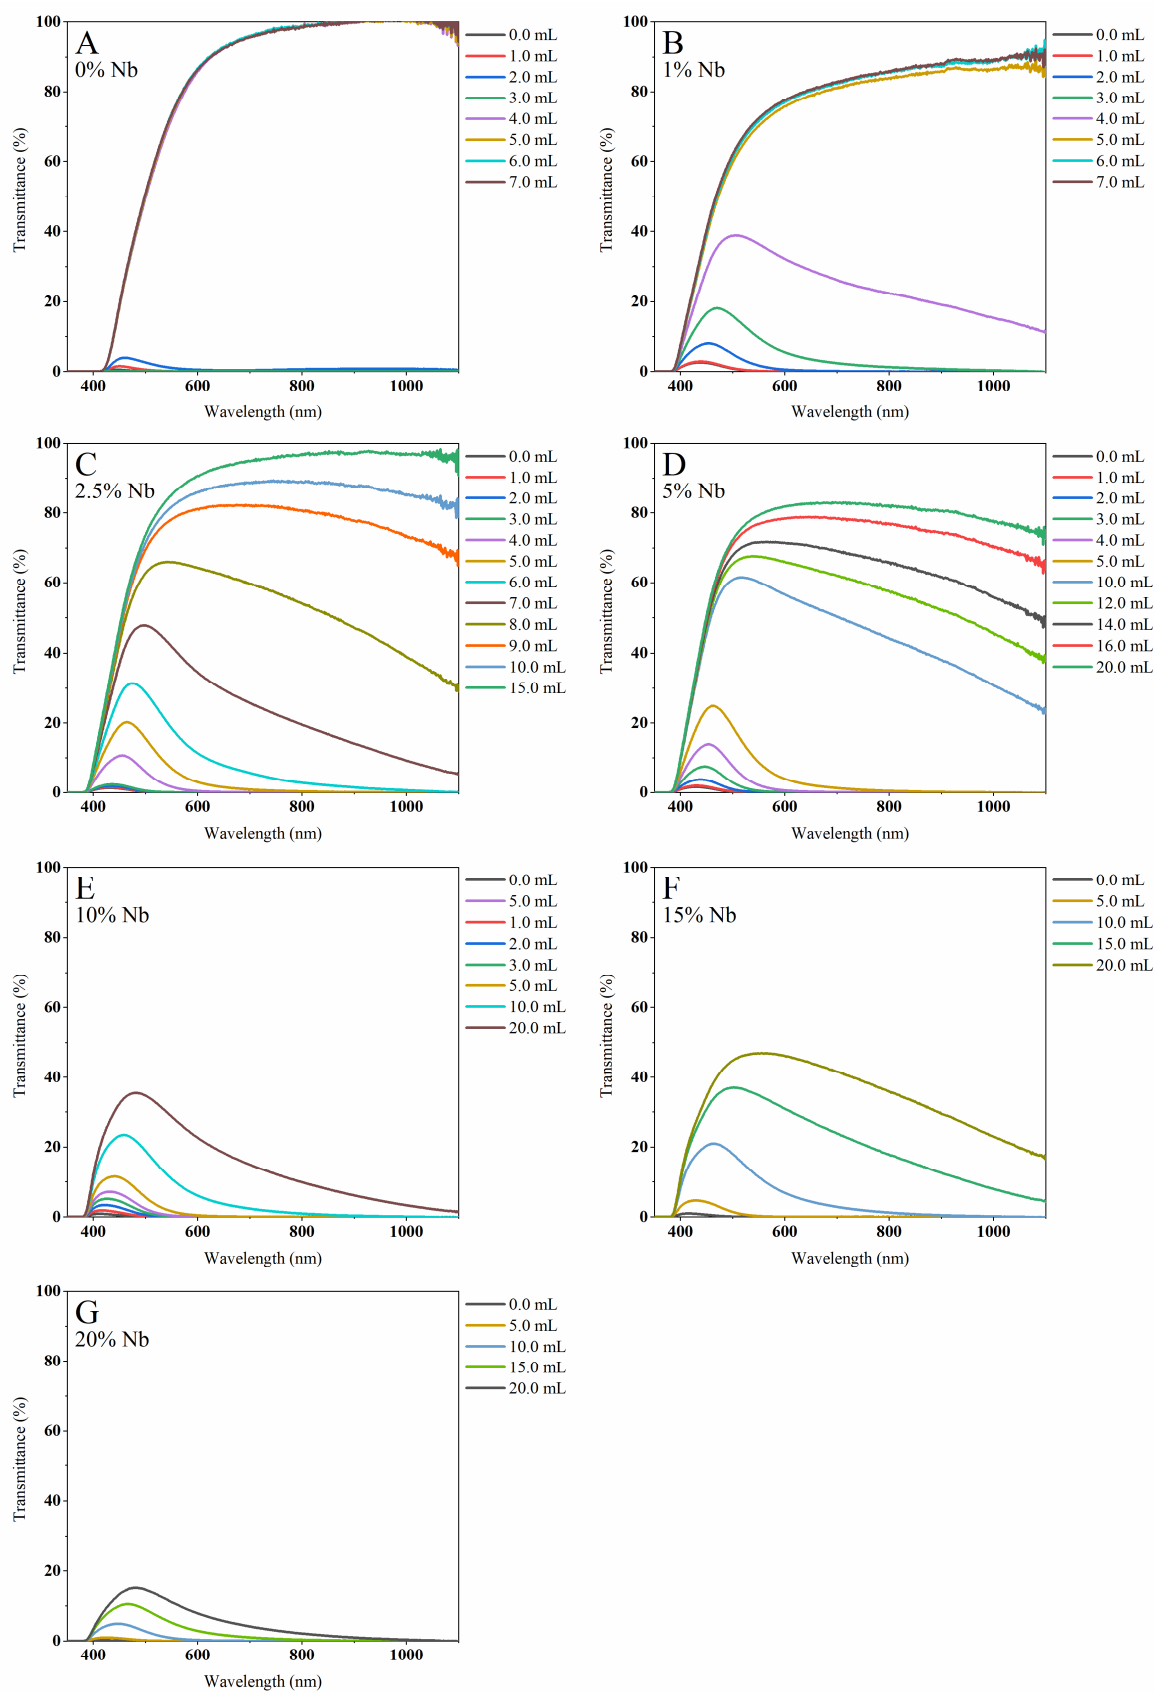 A
0% Nb
100
80
60
40
20
0
400
600
800
1000
Transmittance (%)
Wavelength (nm)
0.0 mL
1.0 mL
2.0 mL
3.0 mL
4.0 mL
5.0 mL
6.0 mL
7.0 mL
B
1% Nb
100
80
60
40
20
0
400
600
800
1000
Transmittance (%)
Wavelength (nm)
0.0 mL
1.0 mL
2.0 mL
3.0 mL
4.0 mL
5.0 mL
6.0 mL
7.0 mL
C
2.5% Nb
100
80
60
40
20
0
400
600
800
1000
Transmittance (%)
Wavelength (nm)
0.0 mL
1.0 mL
2.0 mL
3.0 mL
4.0 mL
5.0 mL
6.0 mL
7.0 mL
8.0 mL
9.0 mL
10.0 mL
15.0 mL
D
5% Nb
100
80
60
40
20
0
400
600
800
1000
Transmittance (%)
Wavelength (nm)
0.0 mL
1.0 mL
2.0 mL
3.0 mL
4.0 mL
5.0 mL
10.0 mL
12.0 mL
14.0 mL
16.0 mL
20.0 mL
E
10% Nb
100
80
60
40
20
0
400
600
800
1000
Transmittance (%)
Wavelength (nm)
0.0 mL
5.0 mL
1.0 mL
2.0 mL
3.0 mL
5.0 mL
10.0 mL
20.0 mL
F
15% Nb
100
80
60
40
20
0
400
600
800
1000
Transmittance (%)
Wavelength (nm)
0.0 mL
5.0 mL
10.0 mL
15.0 mL
20.0 mL
G
20% Nb
100
80
60
40
20
0
400
600
800
1000
Transmittance (%)
Wavelength (nm)
0.0 mL
5.0 mL
10.0 mL
15.0 mL
20.0 mL